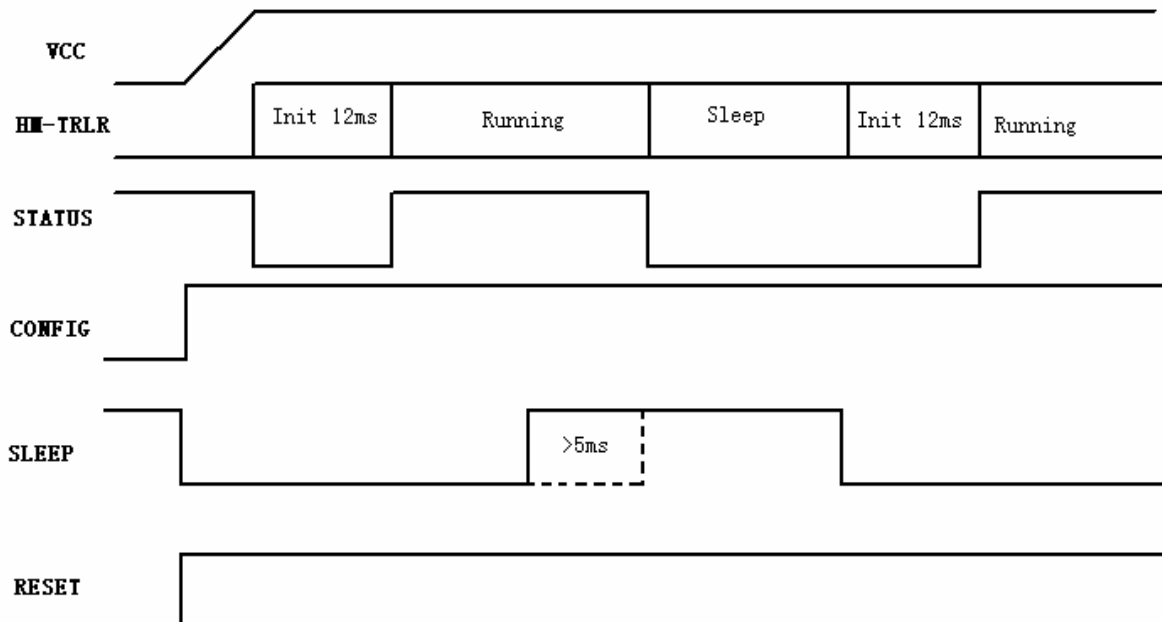 VCC
HM-TRLR Init 12ms Running Sleep Init 12ms Running
STATUS
CONFIG
SLEEP >5ms
RESET